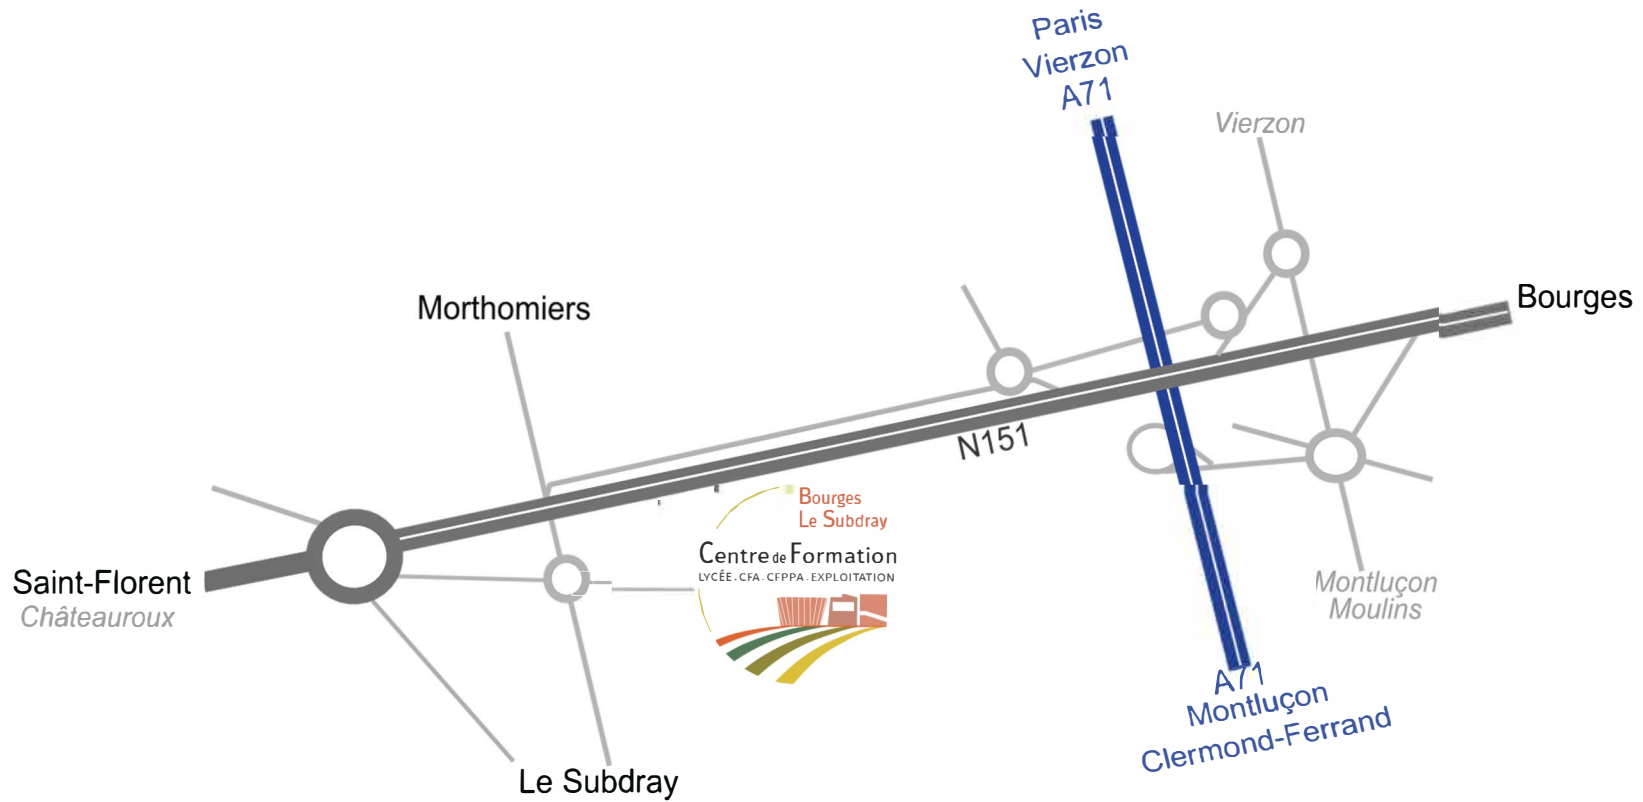 Paris
Vierzon
A71
Vierzon
Bourges
Morthomiers
N151
Bourges
Le Subdray
Centre de Formation
LYCÉE . CFA . CFPPA . EXPLOITATION
Saint-Florent
Châteauroux
Montluçon
Moulins
A71
Montluçon
Clermond-Ferrand
Le Subdray